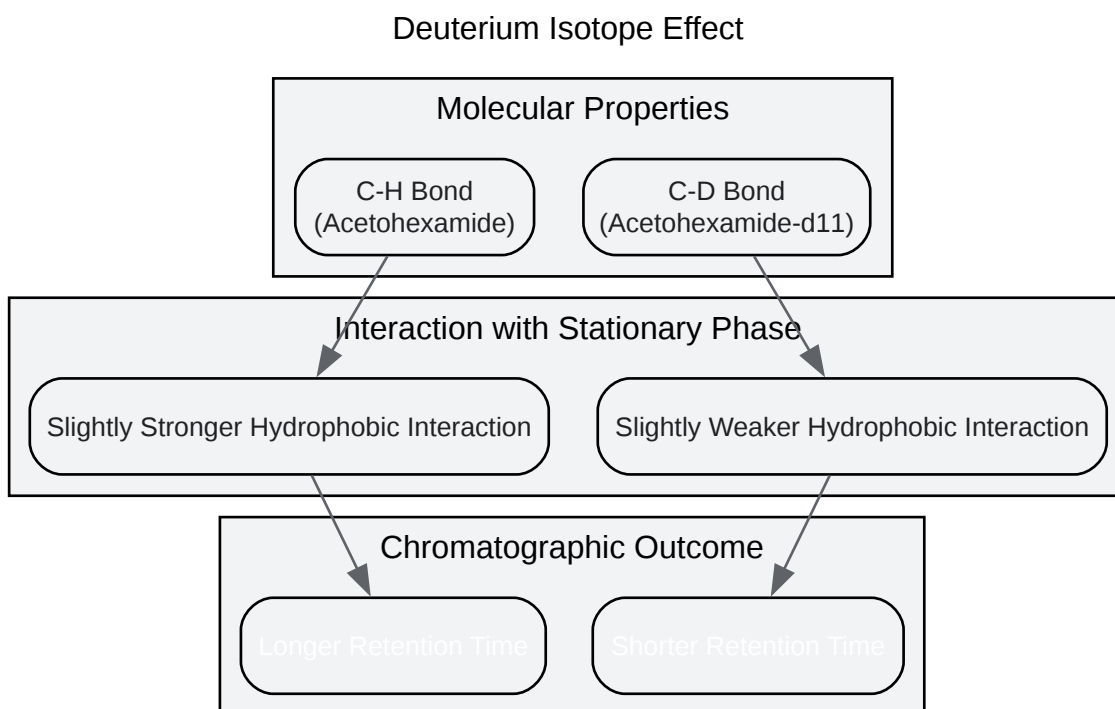 Deuterium Isotope Effect
Molecular Properties
C-H Bond
(Acetohexamide)
C-D Bond
(Acetohexamide-d11)
Interaction with Stationary Phase
Slightly Stronger Hydrophobic Interaction
Slightly Weaker Hydrophobic Interaction
Chromatographic Outcome
Longer Retention Time
Shorter Retention Time